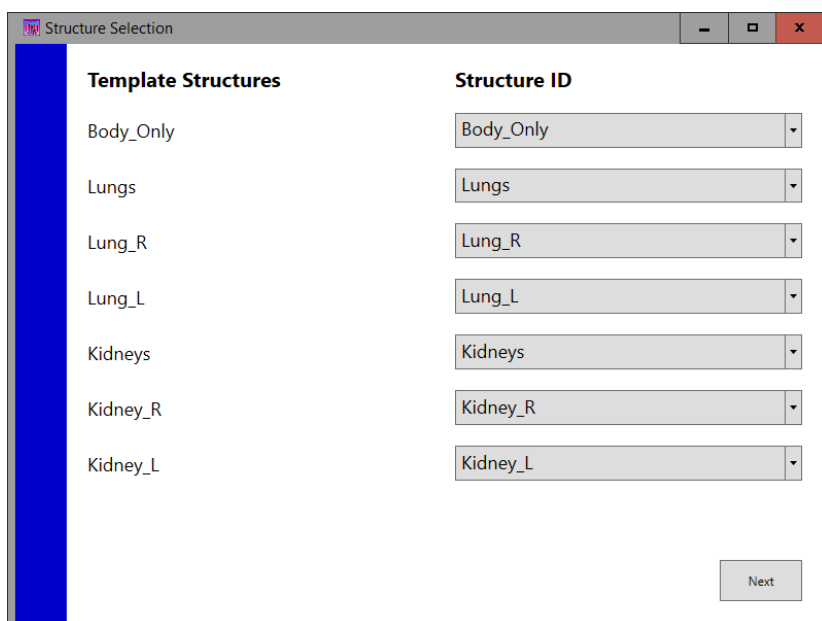 Structure Selection
Template Structures Structure ID
Body_Only Body_Only
Lungs Lungs
Lung_R Lung_R
Lung_L Lung_L
Kidneys Kidneys
Kidney_R Kidney_R
Kidney_L Kidney_L
Next